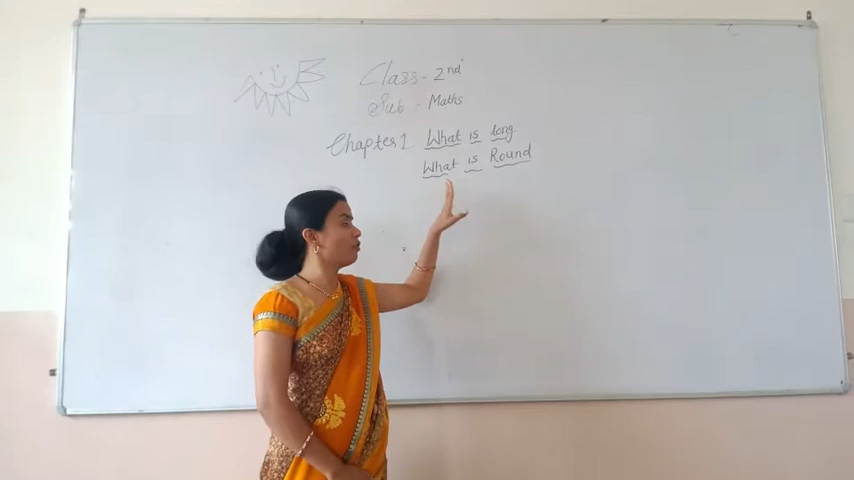 Class - 2nd
Sub - Maths
Chapter 1 What is long
What is Round